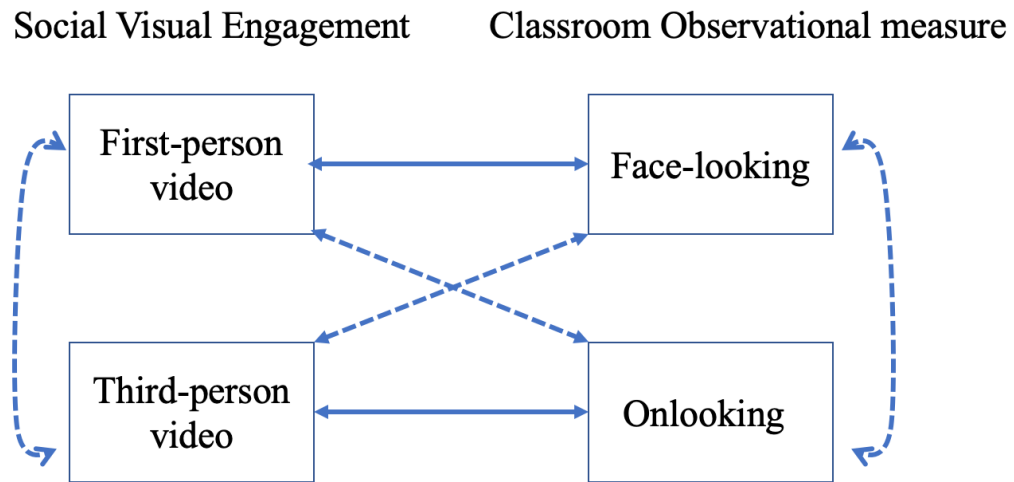 Social Visual Engagement
Classroom Observational measure
First-person
video
Face-looking
Third-person
video
Onlooking